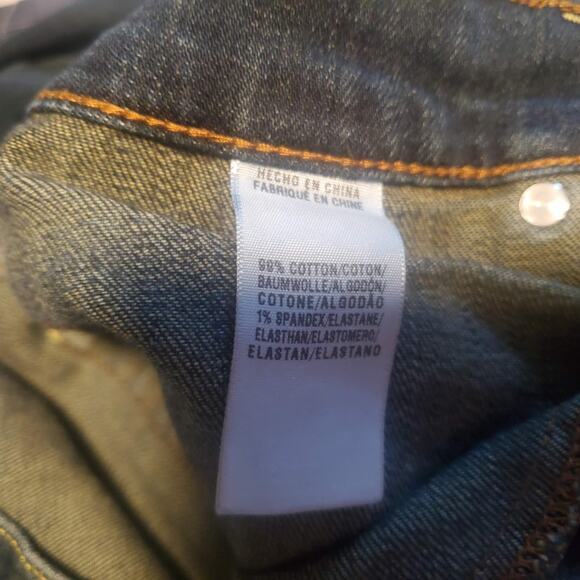 HECHO EN CHINA
FABRIQUÉ EN CHINE
99% COTTON/COTON/
BAUMWOLLE/ALGODÓN/
COTONE/ALGODÃO
1% SPANDEX/ELASTANE/
ELASTHAN/ELASTOMERO/
ELASTAN/ELASTANO